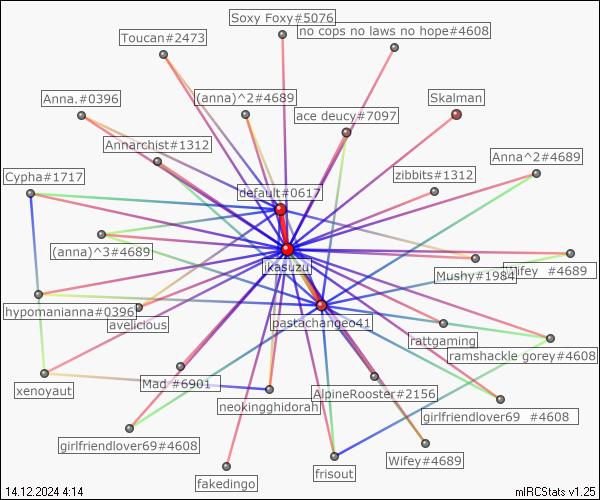 Soxy Foxy#5076
no cops no laws no hope#4608
Toucan#2473
Skalman
Anna.#0396
(anna)^2#4689
ace deucy#7097
Annarchist#1312
Anna^2#4689
Cypha#1717
zibbits#1312
default#0617
(anna)^3#4689
ikasuzu
Mushy#1984
Wifey #4689
hypomanianna#0396
avelicious
pastachangeo41
rattgaming
ramshackle gorey#4608
xenoyaut
Mad #6901
AlpineRooster#2156
neokingghidorah
girlfriendlover69 #4608
girlfriendlover69#4608
Wifey#4689
frisout
fakedingo
14.12.2024 4:14
mIRCStats v1.25